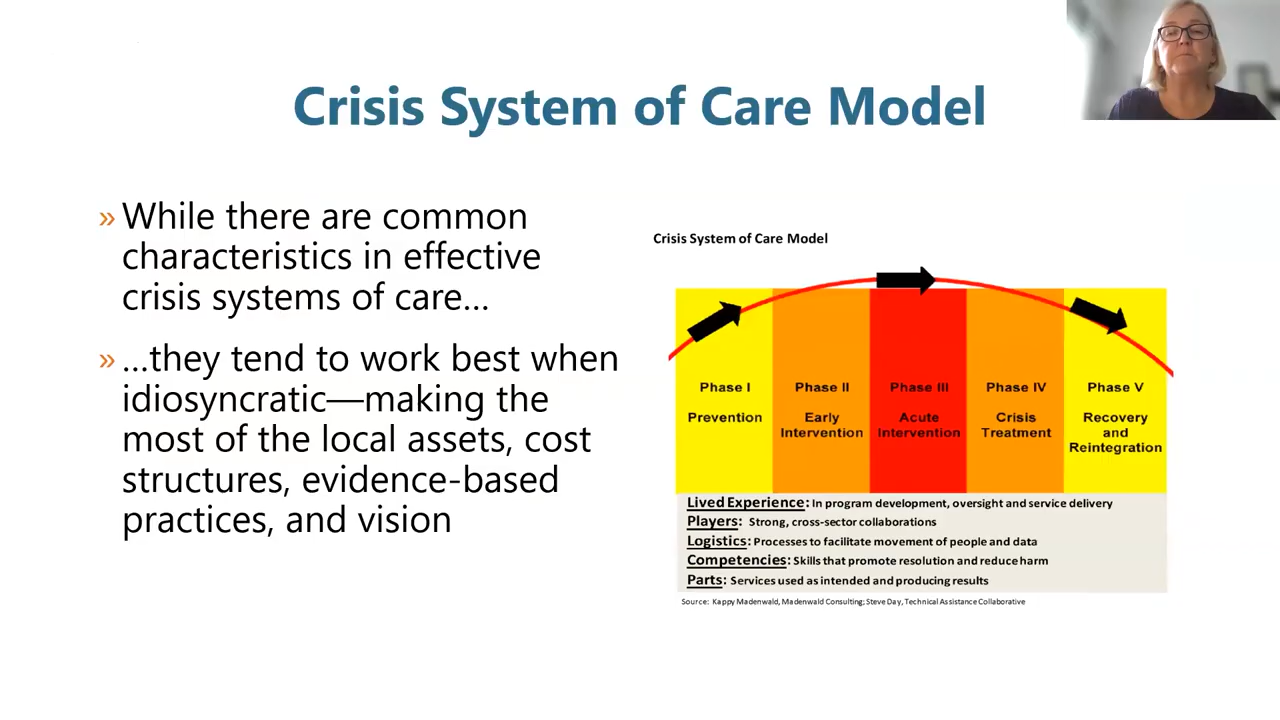 Crisis System of Care Model
» While there are common
characteristics in effective
crisis systems of care...
» ...they tend to work best when
idiosyncratic—making the
most of the local assets, cost
structures, evidence-based
practices, and vision
Crisis System of Care Model
Phase I
Prevention
Phase II
Early
Intervention
Phase III
Acute
Intervention
Phase IV
Crisis
Treatment
Phase V
Recovery
and
Reintegration
Lived Experience: In program development, oversight and service delivery
Players: Strong, cross-sector collaborations
Logistics: Processes to facilitate movement of people and data
Competencies: Skills that promote resolution and reduce harm
Parts: Services used as intended and producing results
Source: Kappy Madenwald, Madenwald Consulting; Steve Day, Technical Assistance Collaborative